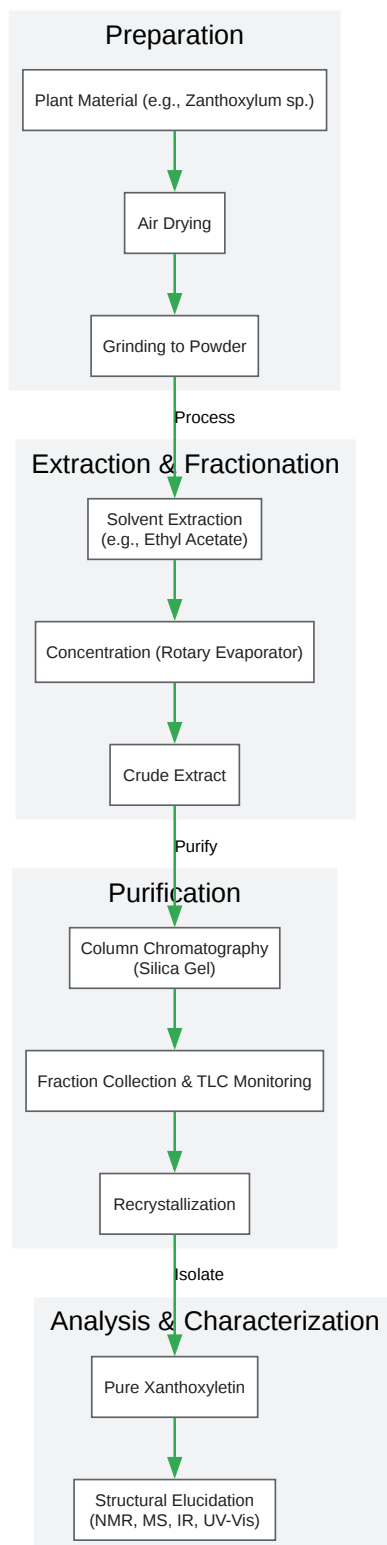 Preparation
Plant Material (e.g., Zanthoxylum sp.)
Air Drying
Grinding to Powder
Process
Extraction & Fractionation
Solvent Extraction
(e.g., Ethyl Acetate)
Concentration (Rotary Evaporator)
Crude Extract
Purify
Purification
Column Chromatography
(Silica Gel)
Fraction Collection & TLC Monitoring
Recrystallization
Isolate
Analysis & Characterization
Pure Xanthoxyletin
Structural Elucidation
(NMR, MS, IR, UV-Vis)